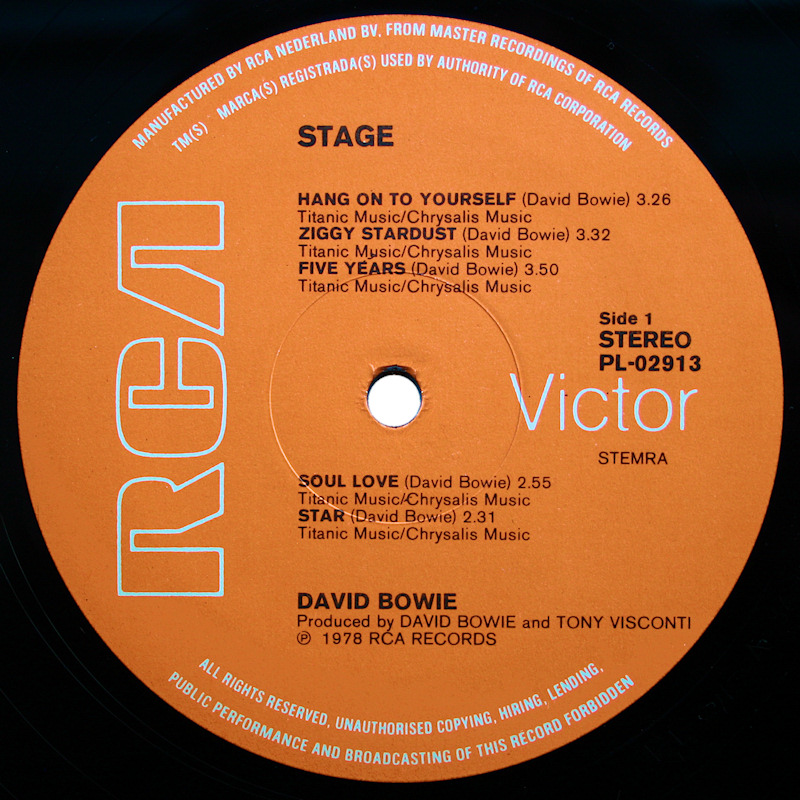 MANUFACTURED BY RCA NEDERLAND BV, FROM MASTER RECORDINGS OF RCA RECORDS
TM(S) MARCA(S) REGISTRADA(S) USED BY AUTHORITY OF RCA CORPORATION
STAGE
HANG ON TO YOURSELF (David Bowie) 3.26
Titanic Music/Chrysalis Music
ZIGGY STARDUST (David Bowie) 3.32
Titanic Music/Chrysalis Music
FIVE YEARS (David Bowie) 3.50
Titanic Music/Chrysalis Music
RCA
Side 1
STEREO
PL-02913
Victor
STEMRA
SOUL LOVE (David Bowie) 2.55
Titanic Music/Chrysalis Music
STAR (David Bowie) 2.31
Titanic Music/Chrysalis Music
DAVID BOWIE
Produced by DAVID BOWIE and TONY VISCONTI
℗ 1978 RCA RECORDS
ALL RIGHTS RESERVED, UNAUTHORISED COPYING, HIRING, LENDING,
PUBLIC PERFORMANCE AND BROADCASTING OF THIS RECORD FORBIDDEN